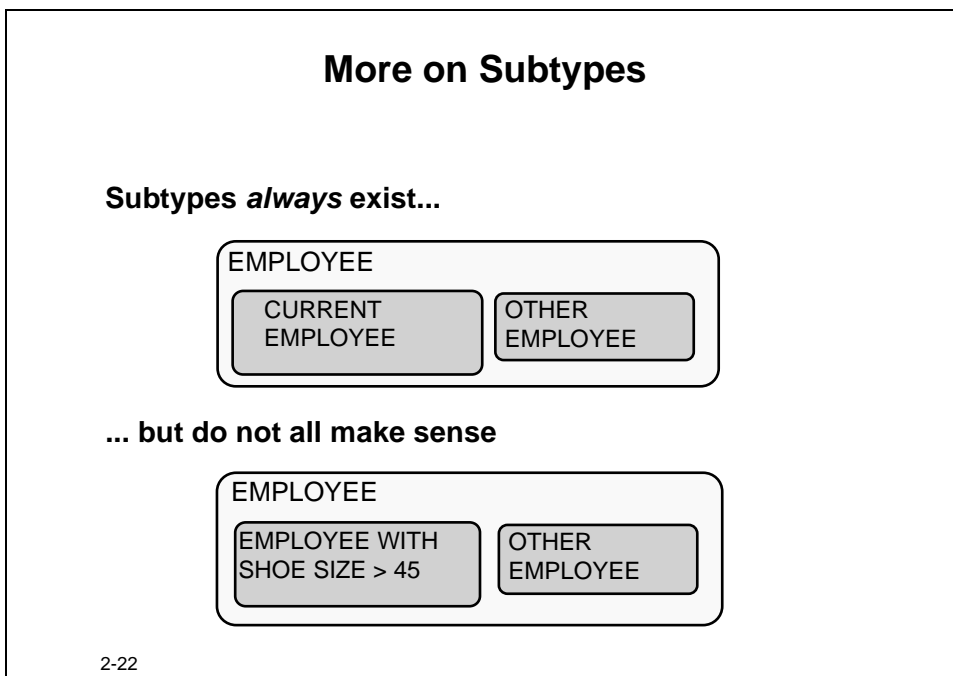 More on Subtypes
Subtypes always exist...
EMPLOYEE
CURRENT
EMPLOYEE
OTHER
EMPLOYEE
... but do not all make sense
EMPLOYEE
EMPLOYEE WITH
SHOE SIZE > 45
OTHER
EMPLOYEE
2-22